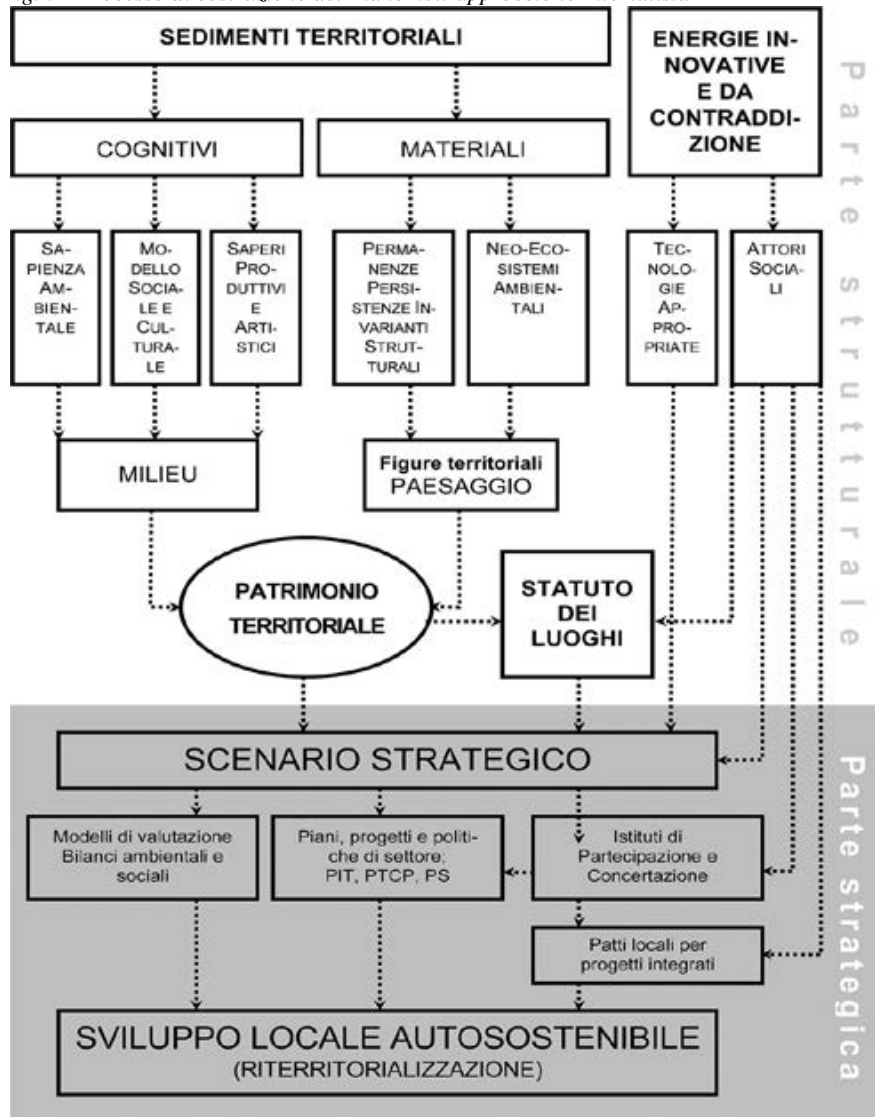 SEDIMENTI TERRITORIALI
ENERGIE IN-
NOVATIVE
E DA
CONTRADDI-
ZIONE
COGNITIVI
MATERIALI
SA-
PIENZA
AM-
BIEN-
TALE
MO-
DELLO
SOCIA-
LE E
CUL-
TURA-
LE
SAPERI
PRO-
DUTTIVI
E
ARTI-
STICI
PERMA-
NENZE
PERSI-
STENZE IN-
VARIANTI
STRUT-
TURALI
NEO-ECO-
SISTEMI
AMBIEN-
TALI
TEC-
NOLO-
GIE
AP-
PROPRIATE
ATTORI
SOCIA-
LI
MILIEU
Figure territoriali
PAESAGGIO
PATRIMONIO
TERRITORIALE
STATUTO
DEI
LUOGHI
Parte strutturale
SCENARIO STRATEGICO
Modelli di valutazione
Bilanci ambientali e
sociali
Piani, progetti e politi-
che di settore;
PIT, PTCP, PS
Istituti di
Partecipazione e
Concertazione
Patti locali per
progetti integrati
SVILUPPO LOCALE AUTOSOSTENIBILE
(RITERRITORIALIZZAZIONE)
Parte strategica